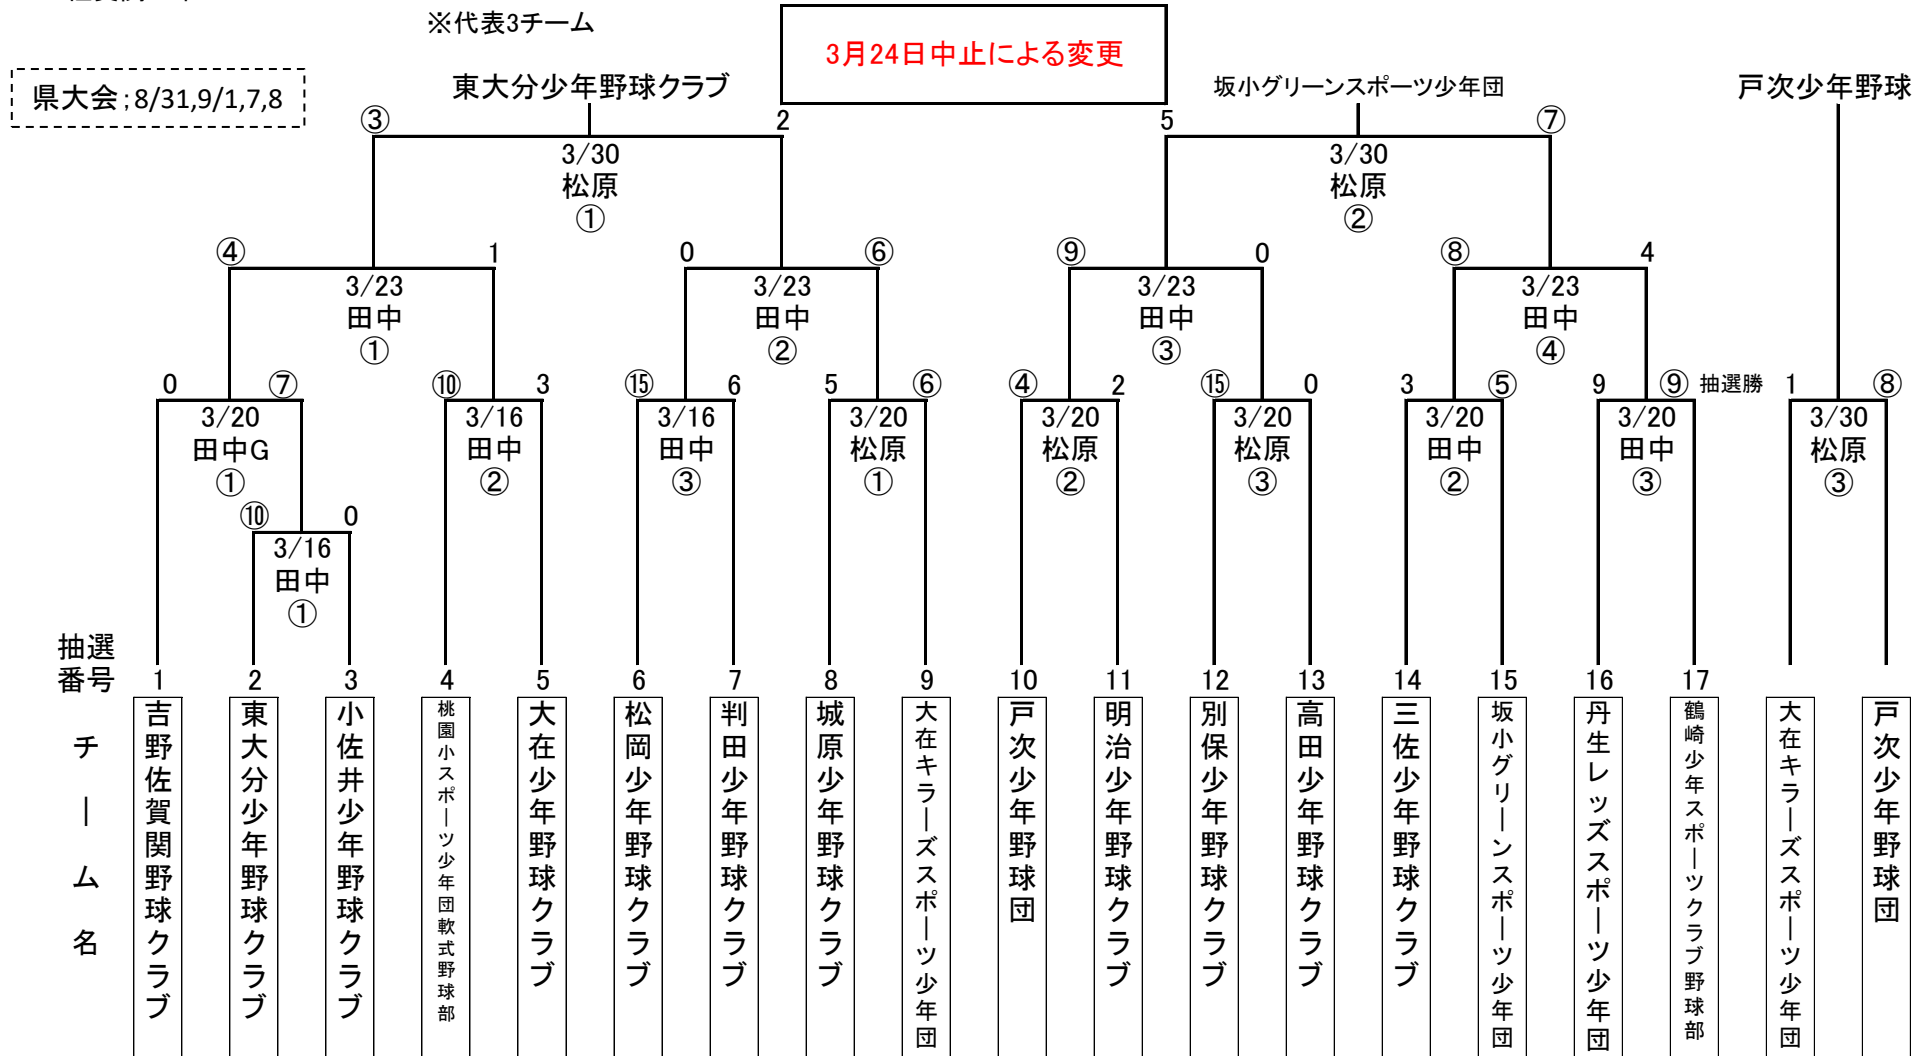 ※代表3チーム
3月24日中止による変更
県大会;8/31,9/1,7,8
東大分少年野球クラブ
坂小グリーンスポーツ少年団
戸次少年野球
③ 2 5 ⑦
3/30 3/30
松原 松原
① ②
④ 1 0 ⑥ ⑨ 0 ⑧ 4
3/23 3/23 3/23 3/23
田中 田中 田中 田中
① ② ③ ④
0 ⑦ ⑩ 3 ⑮ 6 5 ⑥ ④ 2 ⑮ 0 3 ⑤ 9 ⑨ 抽選勝 1 ⑧
3/20 3/16 3/16 3/20 3/20 3/20 3/20 3/20 3/30
田中G 田中 田中 松原 松原 松原 田中 田中 松原
① ② ③ ① ② ③ ② ③ ③
⑩ 0
3/16
田中
①
抽選
番号
1 2 3 4 5 6 7 8 9 10 11 12 13 14 15 16 17
チーム名
吉野佐賀関野球クラブ
東大分少年野球クラブ
小佐井少年野球クラブ
桃園小スポーツ少年団軟式野球部
大在少年野球クラブ
松岡少年野球クラブ
判田少年野球クラブ
城原少年野球クラブ
大在キラーズスポーツ少年団
戸次少年野球団
明治少年野球クラブ
別保少年野球クラブ
高田少年野球クラブ
三佐少年野球クラブ
坂小グリーンスポーツ少年団
丹生レッズスポーツ少年団
鶴崎少年スポーツクラブ野球部
大在キラーズスポーツ少年団
戸次少年野球団